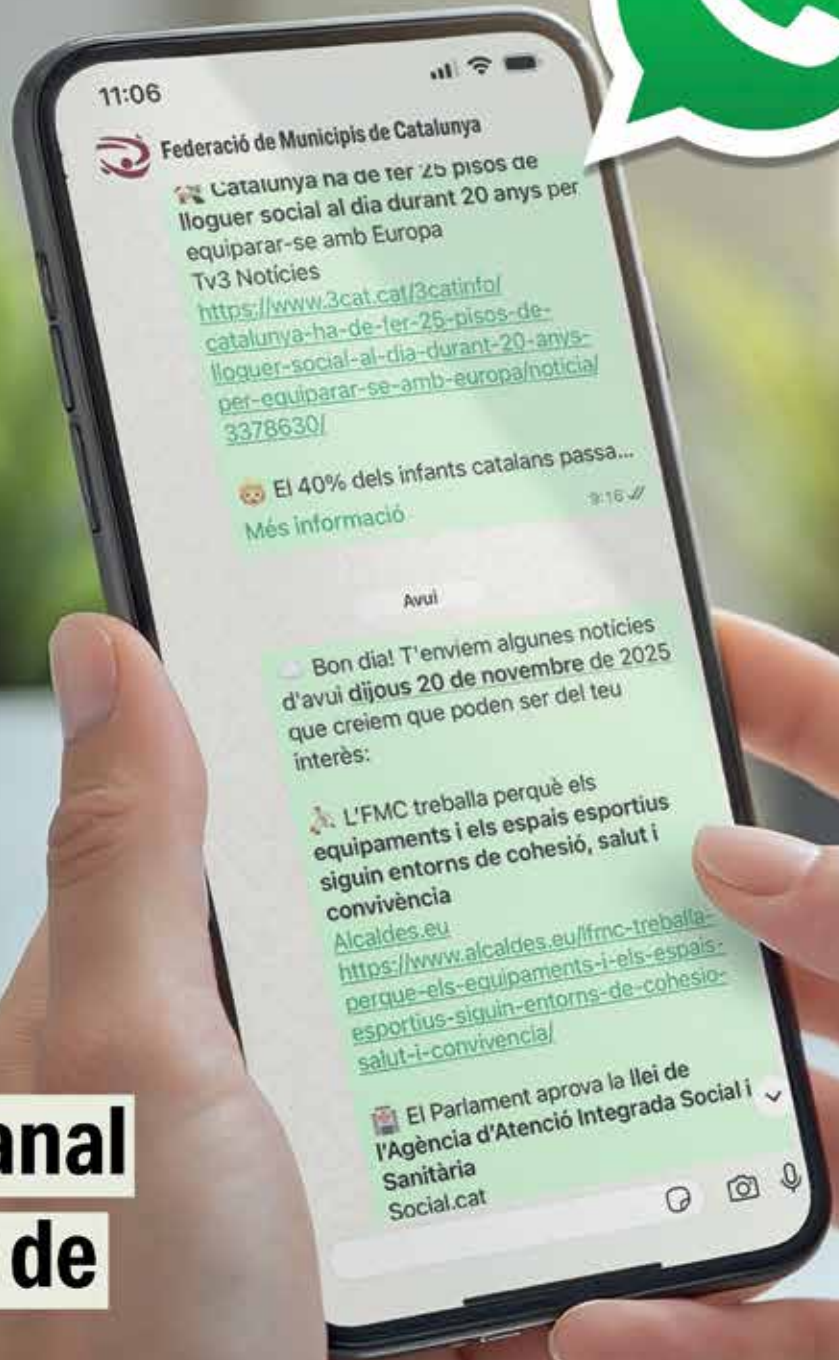 11:06
Federació de Municipis de Catalunya
Catalunya ha de fer 25 pisos de
lloguer social al dia durant 20 anys per
equiparar-se amb Europa
Tv3 Notícies
https://www.3cat.cat/3catinfo/
catalunya-ha-de-fer-25-pisos-de-
lloguer-social-al-dia-durant-20-anys-
per-equiparar-se-amb-europa/noticia/
3378630/
El 40% dels infants catalans passa...
Més informació
9:16
Avui
Bon dia! T'enviem algunes notícies
d'avui dijous 20 de novembre de 2025
que creiem que poden ser del teu
interès:
L'FMC treballa perquè els
equipaments i els espais esportius
siguin entorns de cohesió, salut i
convivència
Alcaldes.eu
https://www.alcaldes.eu/lfmc-treballa-
perque-els-equipaments-i-els-espais-
esportius-siguin-entorns-de-cohesio-
salut-i-convivencia/
El Parlament aprova la llei de
l'Agència d'Atenció Integrada Social i
Sanitària
Social.cat
anal
de